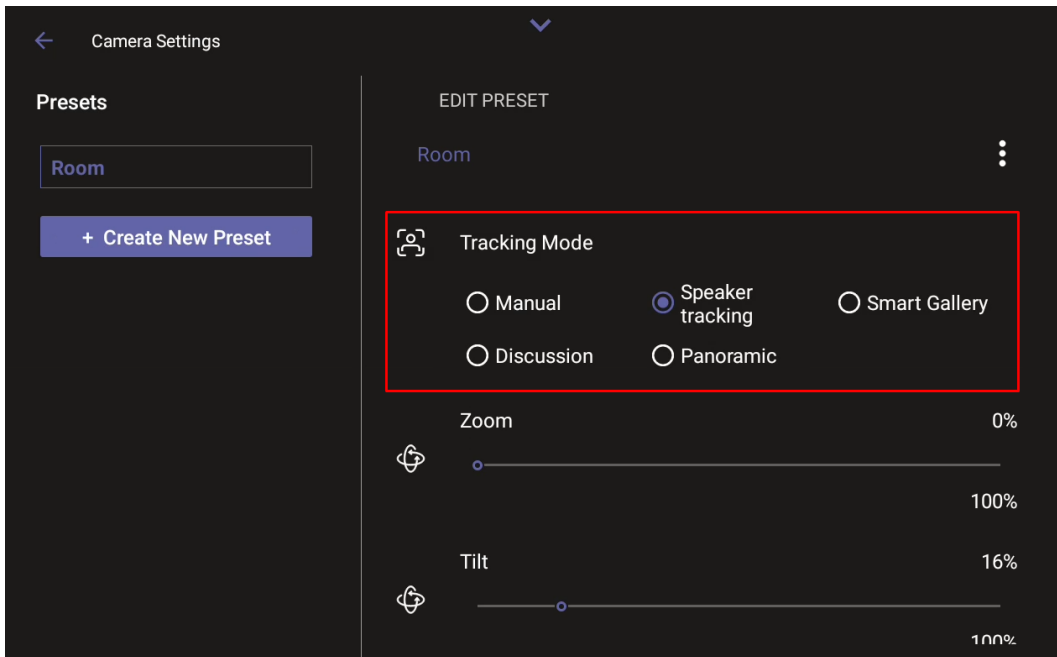 Camera Settings
Presets
Room
+ Create New Preset
EDIT PRESET
Room
Tracking Mode
Manual
Speaker
tracking
Smart Gallery
Discussion
Panoramic
Zoom
0%
100%
Tilt
16%
100%